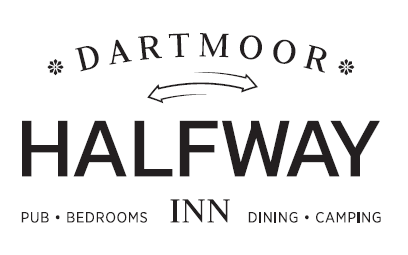 DARTMOOR
HALFWAY
PUB • BEDROOMS INN DINING • CAMPING